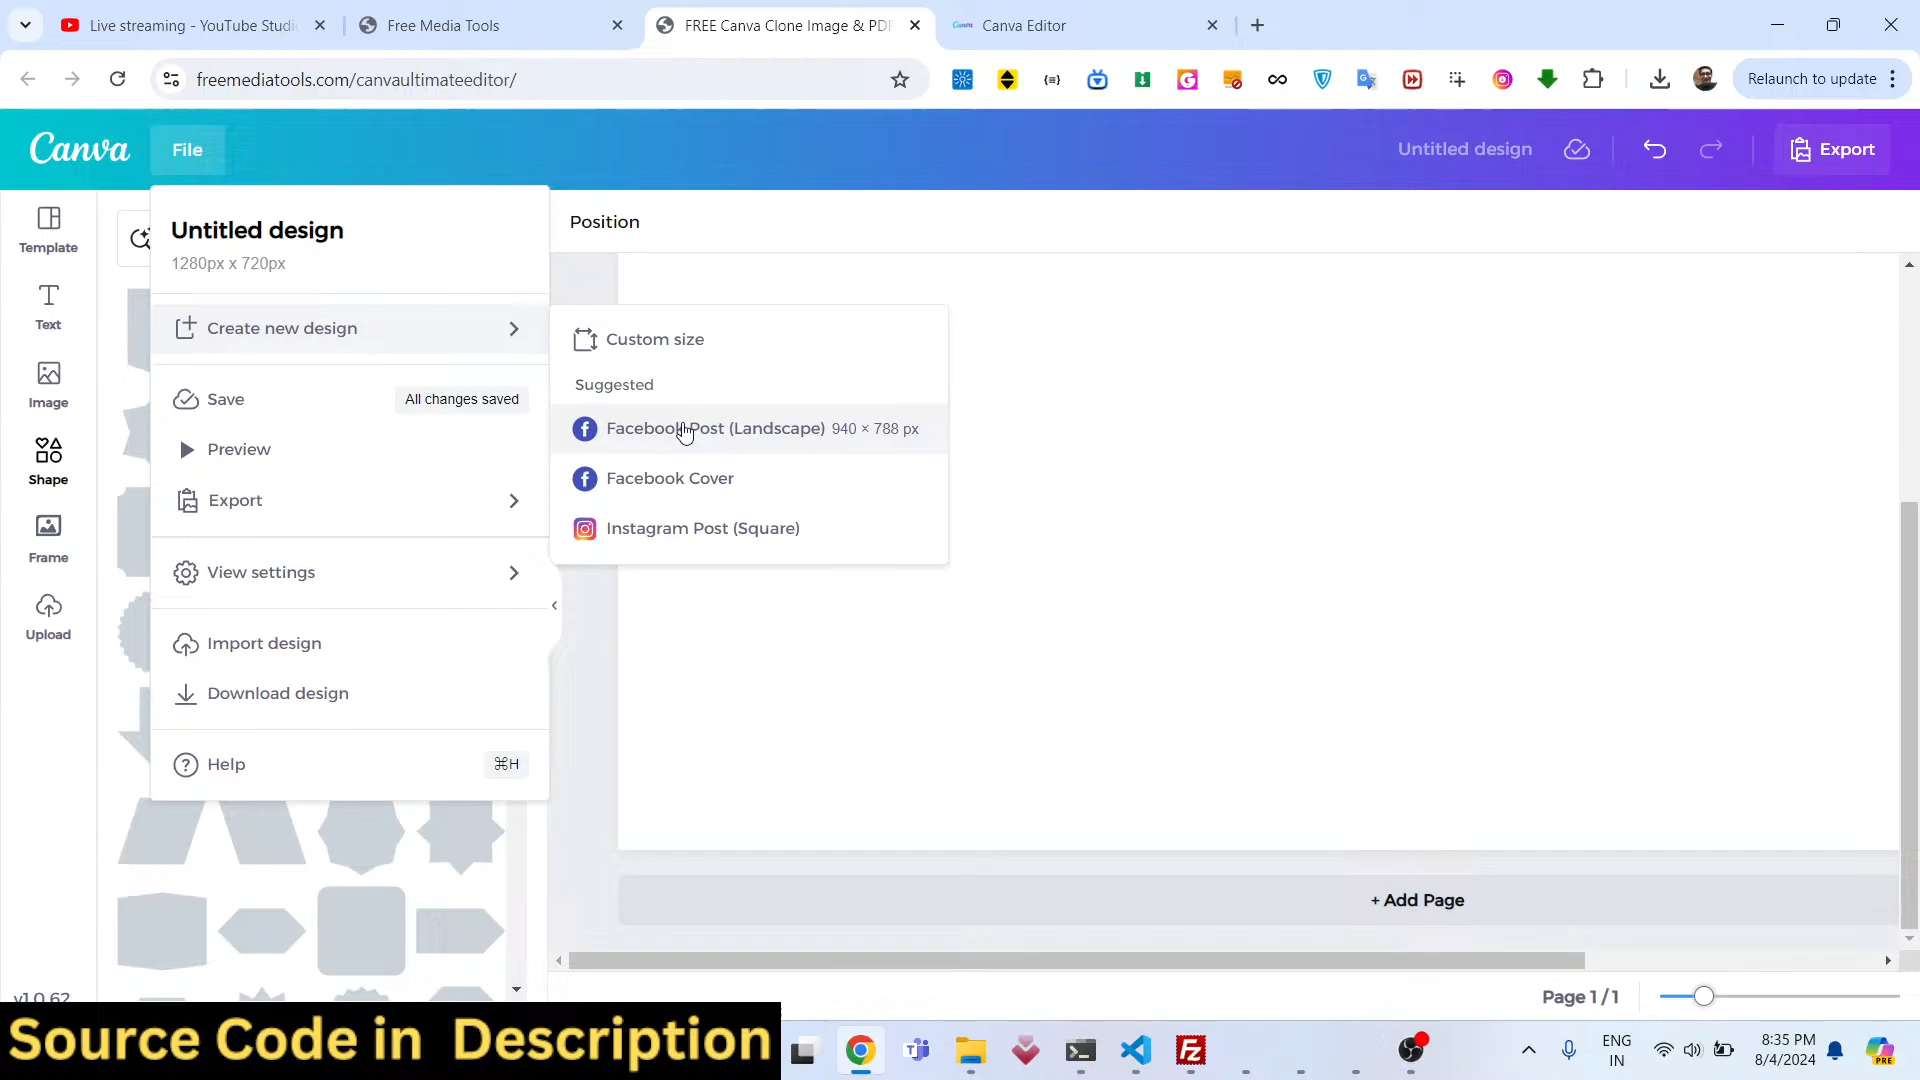 Live streaming - YouTube Studi
Free Media Tools
FREE Canva Clone Image & PDF
Canva Editor
freemediatools.com/canvaultimateeditor/
Relaunch to update
Canva
File
Untitled design
Export
Template
Text
Image
Shape
Frame
Upload
v1.0.62
Untitled design
1280px x 720px
Create new design
Save
All changes saved
Preview
Export
View settings
Import design
Download design
Help
⌘H
Position
Custom size
Suggested
Facebook Post (Landscape) 940 × 788 px
Facebook Cover
Instagram Post (Square)
+ Add Page
Page 1 / 1
Source Code in Description
ENG
IN
8:35 PM
8/4/2024
PRE